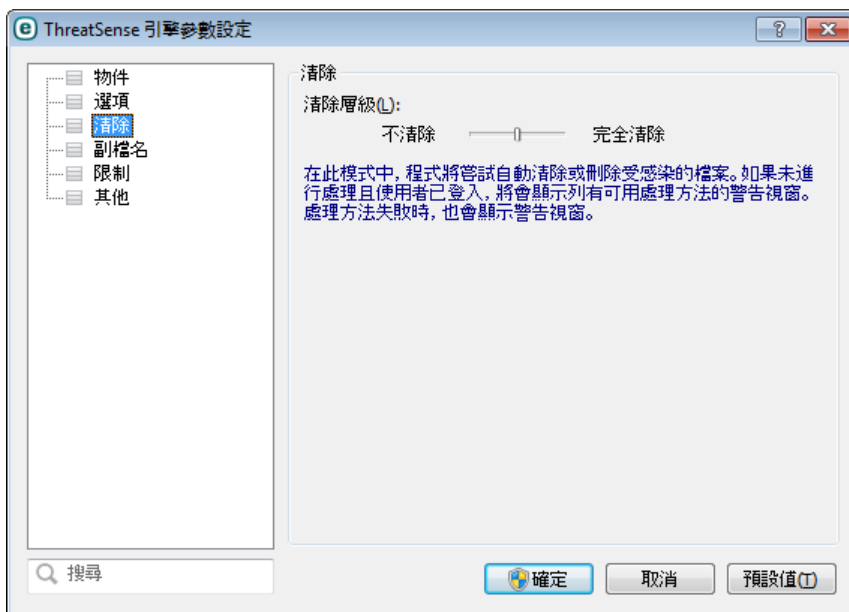 ThreatSense 引擎參數設定
物件
選項
清除
副檔名
限制
其他
清除
清除層級(L):
不清除 完全清除
在此模式中，程式將嘗試自動清除或刪除受感染的檔案。如果未進
行處理且使用者已登入，將會顯示列有可用處理方法的警告視窗。
處理方法失敗時，也會顯示警告視窗。
搜尋
確定 取消 預設值(T)